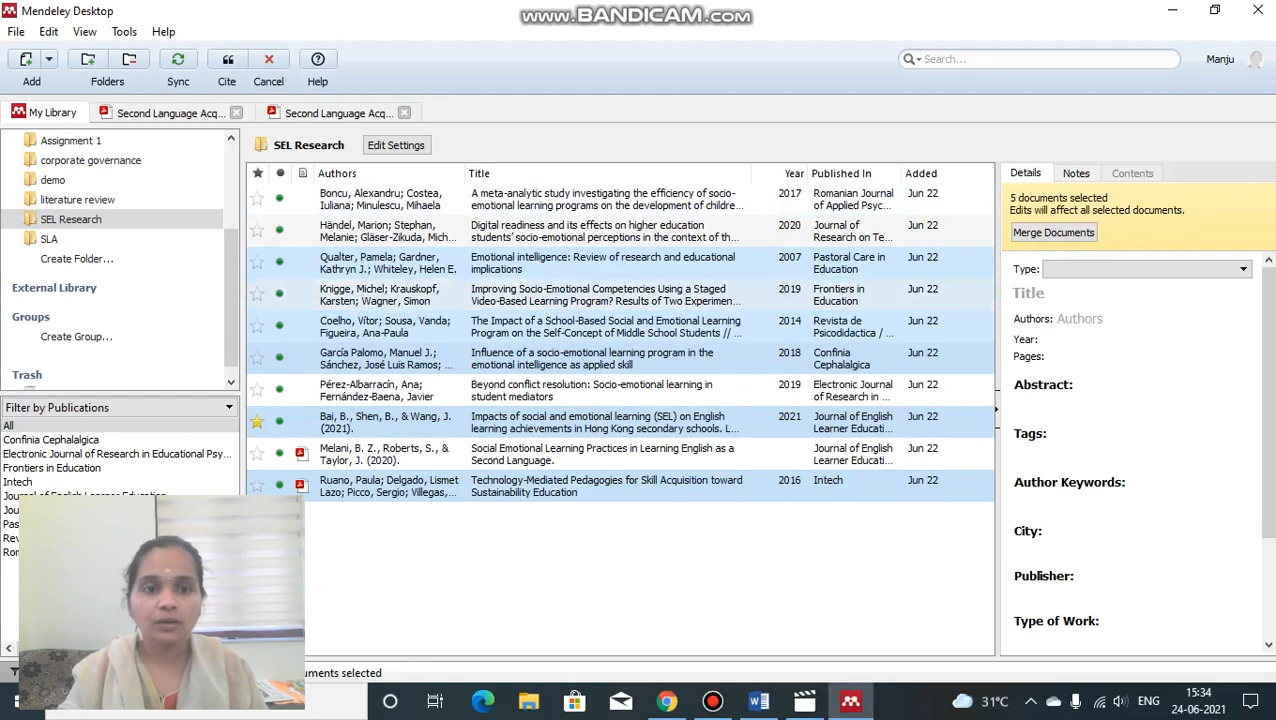 Mendeley Desktop
www.BANDICAM.com
File Edit View Tools Help
Search...
Manju
Add Folders Sync Cite Cancel Help
My Library
Second Language Acq...
Second Language Acq...
Assignment 1
corporate governance
demo
literature review
SEL Research
SLA
Create Folder...
External Library
Groups
Create Group...
Trash
Filter by Publications
All
Confinia Cephalalgica
Electronic Journal of Research in Educational Psy...
Frontiers in Education
Intech
Journal of English Learner Education
Jou
Pas
Rev
Ror
SEL Research
Edit Settings
Authors Title Year Published In Added
Boncu, Alexandru; Costea, A meta-analytic study investigating the efficiency of socio- 2017 Romanian Journal Jun 22
Iuliana; Minulescu, Mihaela emotional learning programs on the development of childre... of Applied Psyc...
Händel, Marion; Stephan, Digital readiness and its effects on higher education 2020 Journal of Jun 22
Melanie; Gläser-Zikuda, Mich... students' socio-emotional perceptions in the context of th... Research on Te...
Qualter, Pamela; Gardner, Emotional intelligence: Review of research and educational 2007 Pastoral Care in Jun 22
Kathryn J.; Whiteley, Helen E. implications Education
Knigge, Michel; Krauskopf, Improving Socio-Emotional Competencies Using a Staged 2019 Frontiers in Jun 22
Karsten; Wagner, Simon Video-Based Learning Program? Results of Two Experimen... Education
Coelho, Vítor; Sousa, Vanda; The Impact of a School-Based Social and Emotional Learning 2014 Revista de Jun 22
Figueira, Ana-Paula Program on the Self-Concept of Middle School Students // ... Psicodidactica / ...
García Palomo, Manuel J.; Influence of a socio-emotional learning program in the 2018 Confinia Jun 22
Sánchez, José Luis Ramos; ... emotional intelligence as applied skill Cephalalgica
Pérez-Albarracín, Ana; Beyond conflict resolution: Socio-emotional learning in 2019 Electronic Journal Jun 22
Fernández-Baena, Javier student mediators of Research in ...
Bai, B., Shen, B., & Wang, J. Impacts of social and emotional learning (SEL) on English 2021 Journal of English Jun 22
(2021). learning achievements in Hong Kong secondary schools. L... Learner Educati...
Melani, B. Z., Roberts, S., & Social Emotional Learning Practices in Learning English as a Journal of English Jun 22
Taylor, J. (2020). Second Language. Learner Educati...
Ruano, Paula; Delgado, Lismet Technology-Mediated Pedagogies for Skill Acquisition toward 2016 Intech Jun 22
Lazo; Picco, Sergio; Villegas,... Sustainability Education
Details Notes Contents
5 documents selected
Edits will affect all selected documents.
Merge Documents
Type:
Title
Authors: Authors
Year:
Pages:
Abstract:
Tags:
Author Keywords:
City:
Publisher:
Type of Work:
uments selected
31°C
ENG
15:34
24-06-2021